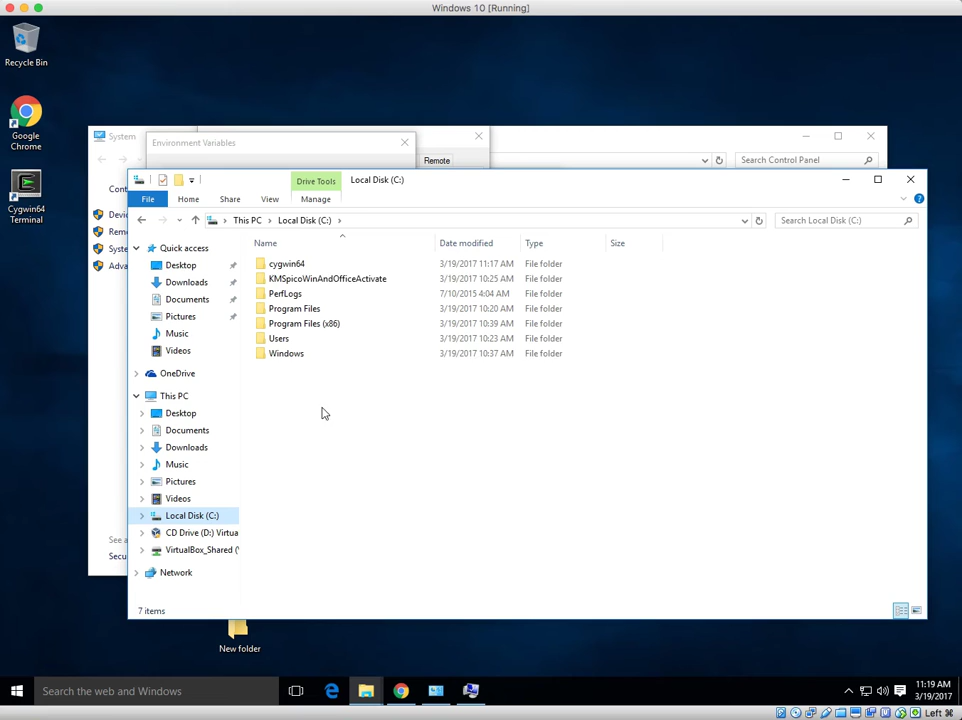 Windows 10 [Running]
Recycle Bin
Google
Chrome
Cygwin64
Terminal
System
Environment Variables
Remote
Search Control Panel
Drive Tools
Local Disk (C:)
File
Home
Share
View
Manage
This PC
Local Disk (C:)
Search Local Disk (C:)
Name
Date modified
Type
Size
cygwin64 3/19/2017 11:17 AM File folder
KMSpicoWinAndOfficeActivate 3/19/2017 10:25 AM File folder
PerfLogs 7/10/2015 4:04 AM File folder
Program Files 3/19/2017 10:20 AM File folder
Program Files (x86) 3/19/2017 10:39 AM File folder
Users 3/19/2017 10:23 AM File folder
Windows 3/19/2017 10:37 AM File folder
Quick access
Desktop
Downloads
Documents
Pictures
Music
Videos
OneDrive
This PC
Desktop
Documents
Downloads
Music
Pictures
Videos
Local Disk (C:)
CD Drive (D:) Virtua
VirtualBox_Shared (
Network
Cont
Devi
Rem
Syst
Adva
See a
Secu
7 items
New folder
Search the web and Windows
11:19 AM
3/19/2017
Left ⌘